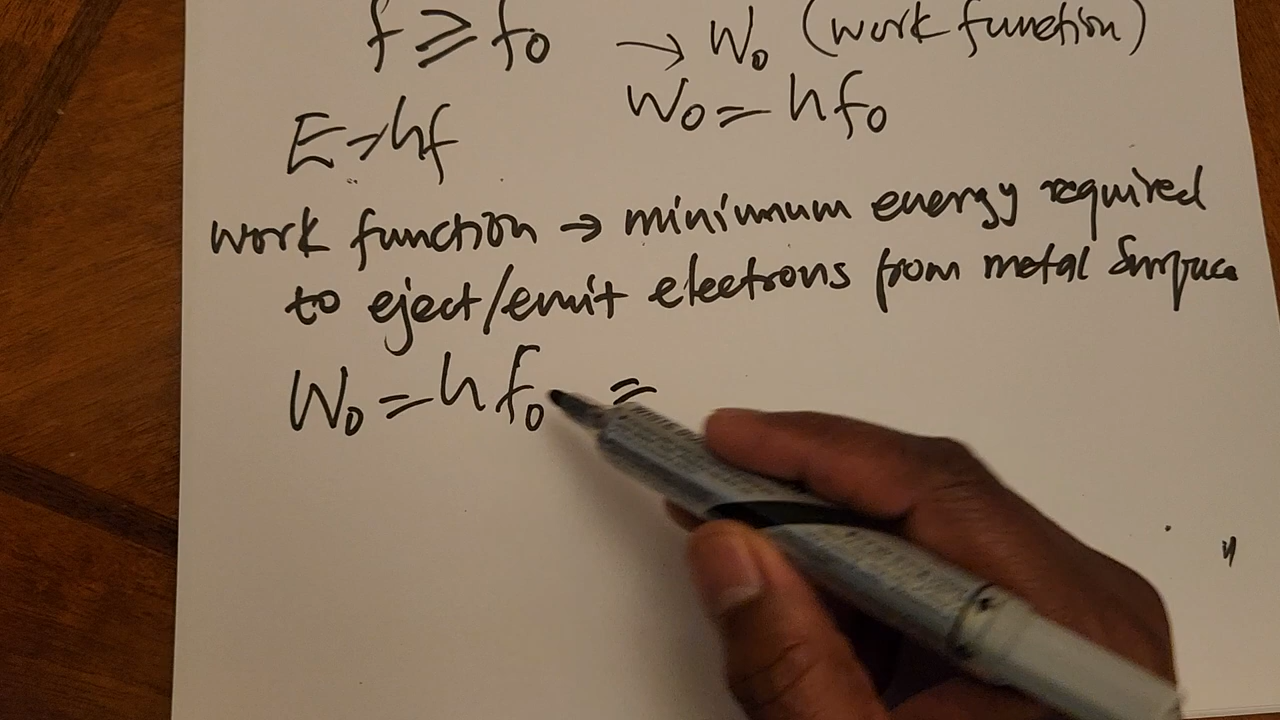 f ≥ f₀ → W₀ (work function)
E = hf W₀ = hf₀
work function → minimum energy required
to eject/emit electrons from metal surface
W₀ = hf₀ =